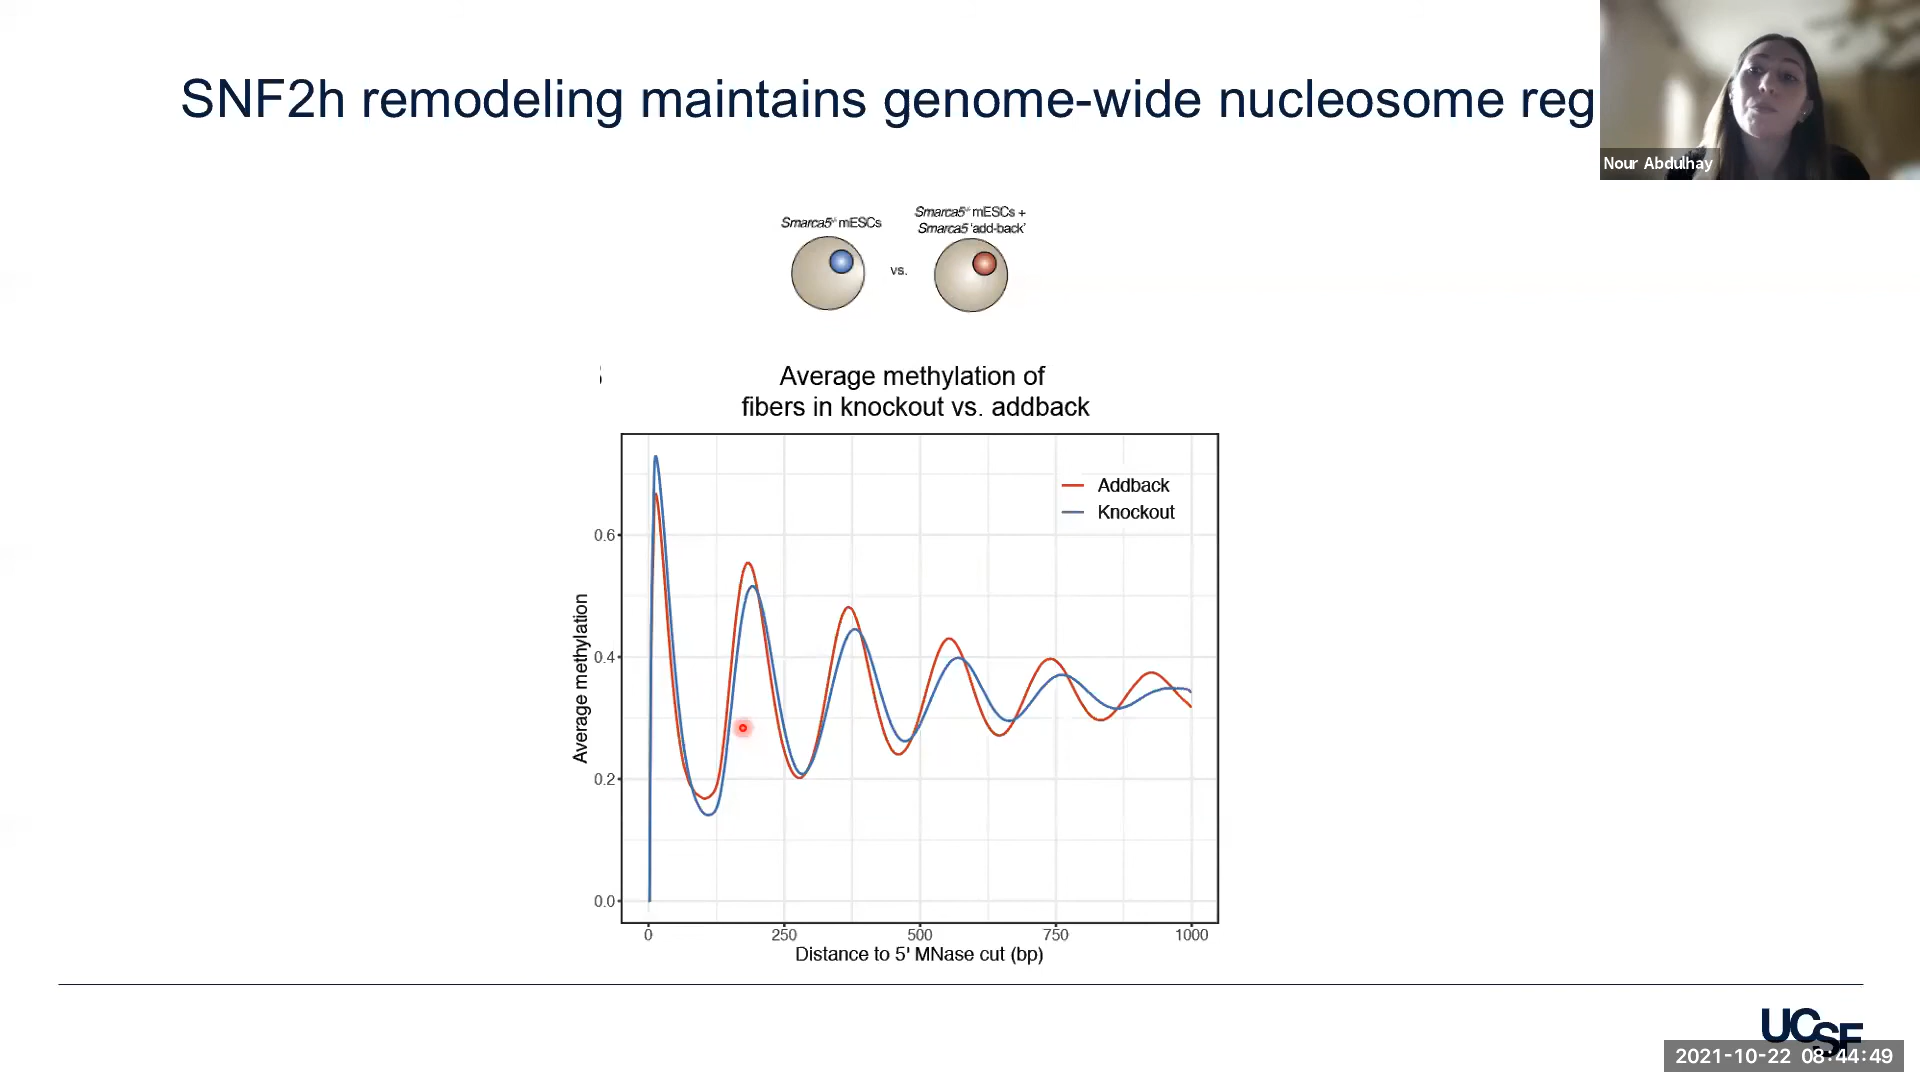 SNF2h remodeling maintains genome-wide nucleosome reg
Nour Abdulhay
Smarca5-/- mESCs
vs.
Smarca5-/- mESCs +
Smarca5 'add-back'
Average methylation of
fibers in knockout vs. addback
Addback
Knockout
Average methylation
0.6
0.4
0.2
0.0
0 250 500 750 1000
Distance to 5' MNase cut (bp)
UCSF
2021-10-22 08:44:49